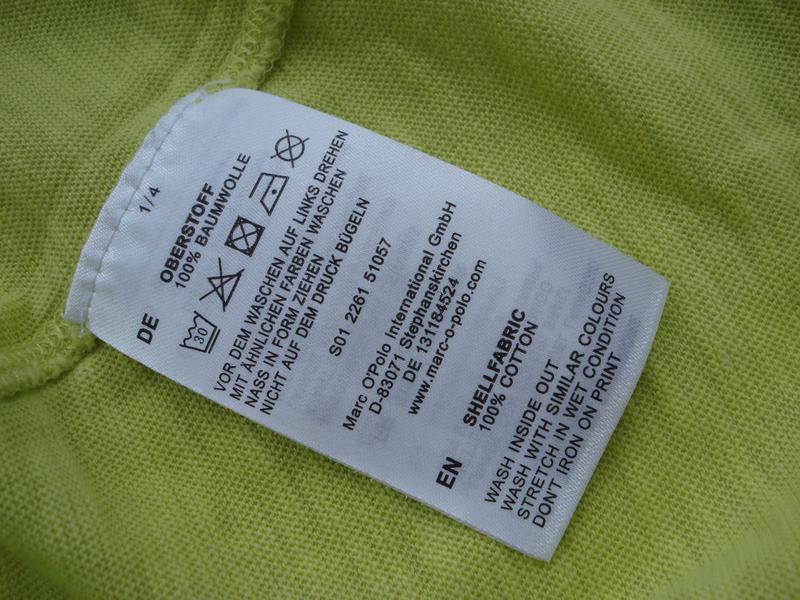 1/4
DE
OBERSTOFF
100% BAUMWOLLE
30
VOR DEM WASCHEN AUF LINKS DREHEN
MIT ÄHNLICHEN FARBEN WASCHEN
NASS IN FORM ZIEHEN
NICHT AUF DEM DRUCK BÜGELN
S01 2261 51057
Marc O'Polo International GmbH
D-83071 Stephanskirchen
DE 131184524
www.marc-o-polo.com
EN
SHELLFABRIC
100% COTTON
WASH INSIDE OUT
WASH WITH SIMILAR COLOURS
STRETCH IN WET CONDITION
DON'T IRON ON PRINT